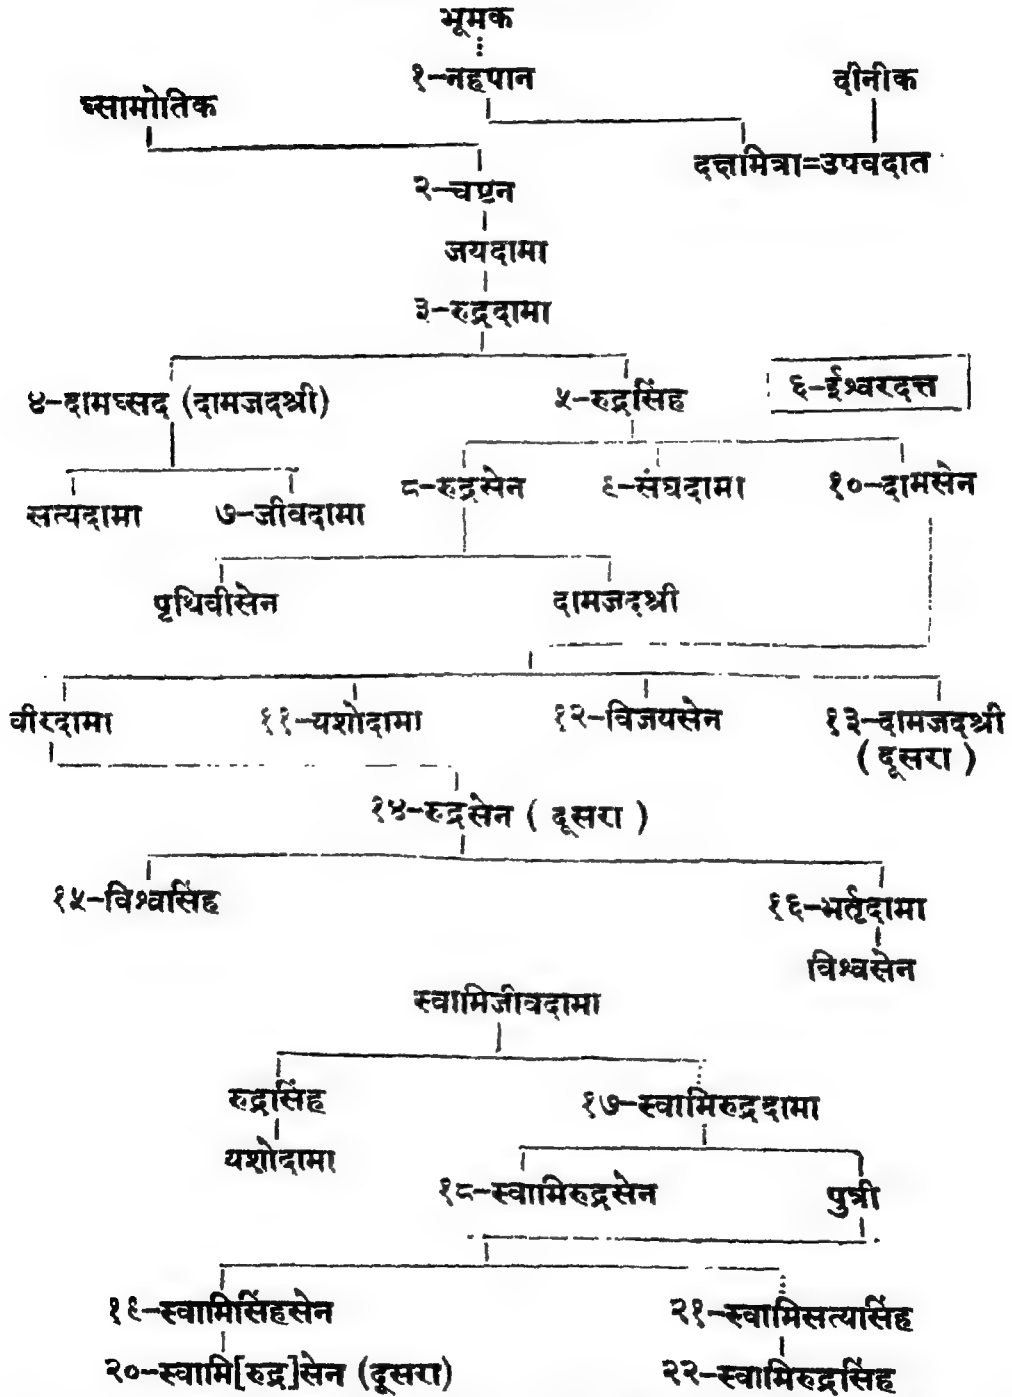 भूमक
१-नहपान
दीनीक
घ्सामोतिक
दक्षमित्रा=उपवदात
२-चष्टन
जयदामा
३-रुद्रदामा
४-दामघ्सद (दामजदश्री)
५-रुद्रसिंह
६-ईश्वरदत्त
सत्यदामा
७-जीवदामा
८-रुद्रसेन
९-संघदामा
१०-दामसेन
पृथिवीसेन
दामजदश्री
वीरदामा
११-यशोदामा
१२-विजयसेन
१३-दामजदश्री
(दूसरा)
१४-रुद्रसेन (दूसरा)
१५-विश्वसिंह
१६-भर्तृदामा
विश्वसेन
स्वामिजीवदामा
रुद्रसिंह
१७-स्वामिरुद्रदामा
यशोदामा
१८-स्वामिरुद्रसेन
पुत्री
१९-स्वामिसिंहसेन
२१-स्वामिसत्यसिंह
२०-स्वामि[रुद्र]सेन (दूसरा)
२२-स्वामिरुद्रसिंह